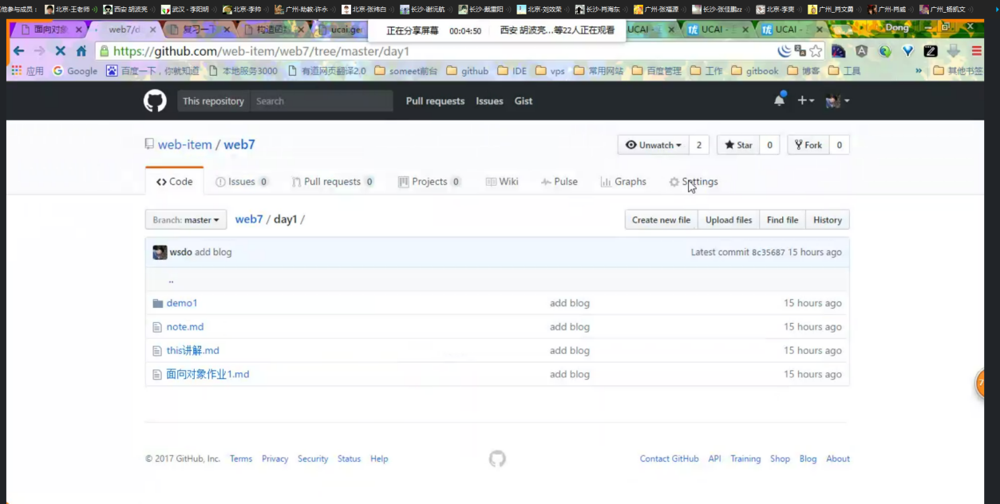 他参与成员： 北京-王老师 西安 胡波亮 武汉 - 李阳明 北京-李帅 广州-助教-许永 北京-张祎白 长沙-谢沅航 长沙-戴重阳 北京-刘效荣 长沙-肖海东 广州-张福源 长沙-张佳鹏zz 北京-李爽 广州_肖文勇 广州-肖威 广州_杨凯文
面向对象 web7/d 复习一下 构造函数 ucai.ger 正在分享屏幕 00:04:50 西安 胡波亮...等22人正在观看 UCAI - UCAI - UCAI - Dong
https://github.com/web-item/web7/tree/master/day1
应用 Google 百度一下，你就知道 本地服务3000 有道网页翻译2.0 someet前台 github IDE vps 常用网站 百度管理 工作 gitbook 博客 工具 » 其他书签
This repository Search Pull requests Issues Gist
web-item / web7 Unwatch 2 Star 0 Fork 0
Code Issues 0 Pull requests 0 Projects 0 Wiki Pulse Graphs Settings
Branch: master web7 / day1 / Create new file Upload files Find file History
wsdo add blog Latest commit 8c35687 15 hours ago
..
demo1 add blog 15 hours ago
note.md add blog 15 hours ago
this讲解.md add blog 15 hours ago
面向对象作业1.md add blog 15 hours ago
7
© 2017 GitHub, Inc. Terms Privacy Security Status Help Contact GitHub API Training Shop Blog About